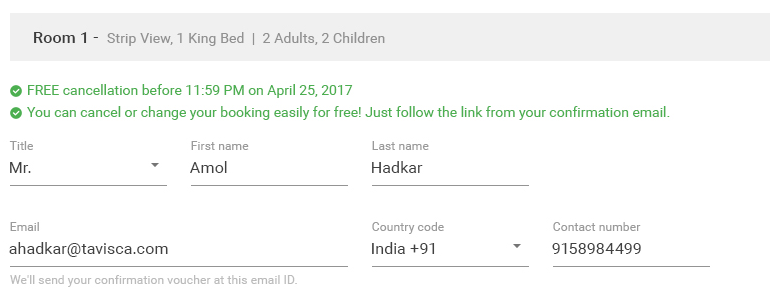 Room 1 - Strip View, 1 King Bed | 2 Adults, 2 Children
FREE cancellation before 11:59 PM on April 25, 2017
You can cancel or change your booking easily for free! Just follow the link from your confirmation email.
Title First name Last name
Mr. Amol Hadkar
Email Country code Contact number
ahadkar@tavisca.com India +91 9158984499
We'll send your confirmation voucher at this email ID.